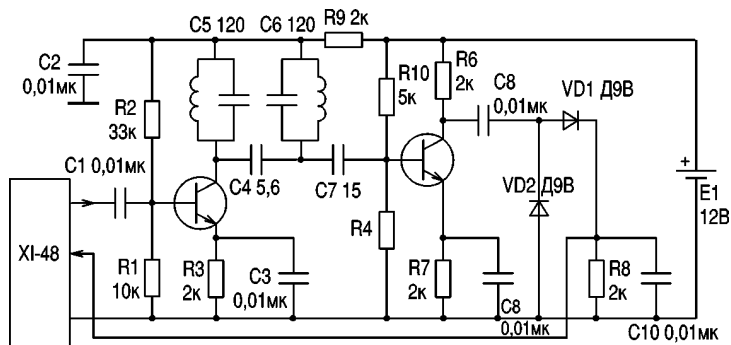 C5 120
C6 120
R9 2к
C2
0,01мк
R2
33к
R10
5к
R6
2к
C8
0,01мк
VD1 Д9В
C1 0,01мк
C4 5,6
C7 15
VD2 Д9В
+
E1
12В
XI-48
R4
R1
10к
R3
2к
C3
0,01мк
R7
2к
C8
0,01мк
R8
2к
C10 0,01мк